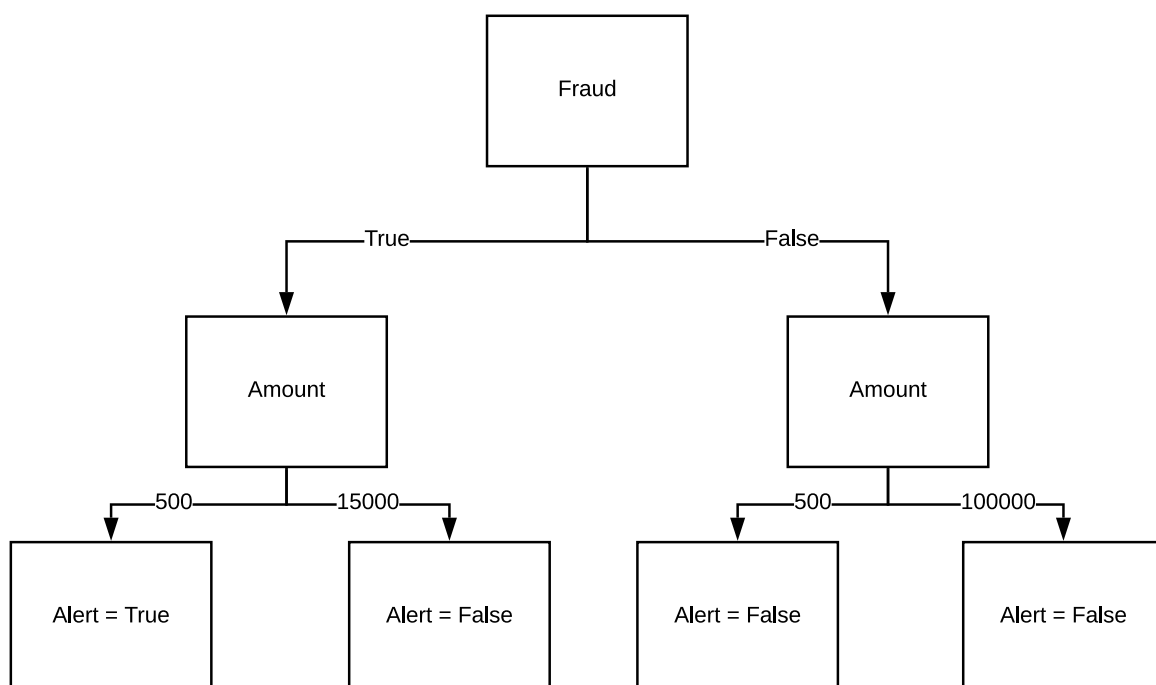 Fraud
True
False
Amount
Amount
500
15000
500
100000
Alert = True
Alert = False
Alert = False
Alert = False